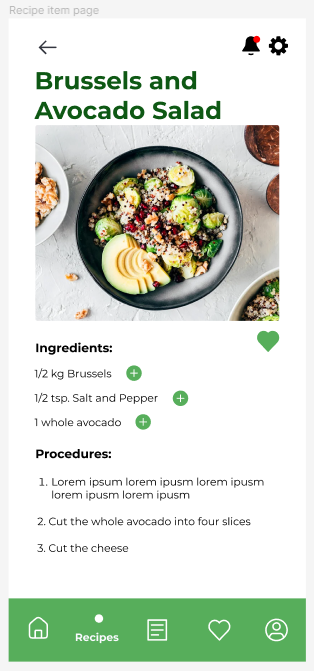 Recipe item page
Brussels and
Avocado Salad
Ingredients:
1/2 kg Brussels
1/2 tsp. Salt and Pepper
1 whole avocado
Procedures:
1. Lorem ipsum lorem ipusm lorem ipusm
lorem ipusm lorem ipusm
2. Cut the whole avocado into four slices
3. Cut the cheese
Recipes